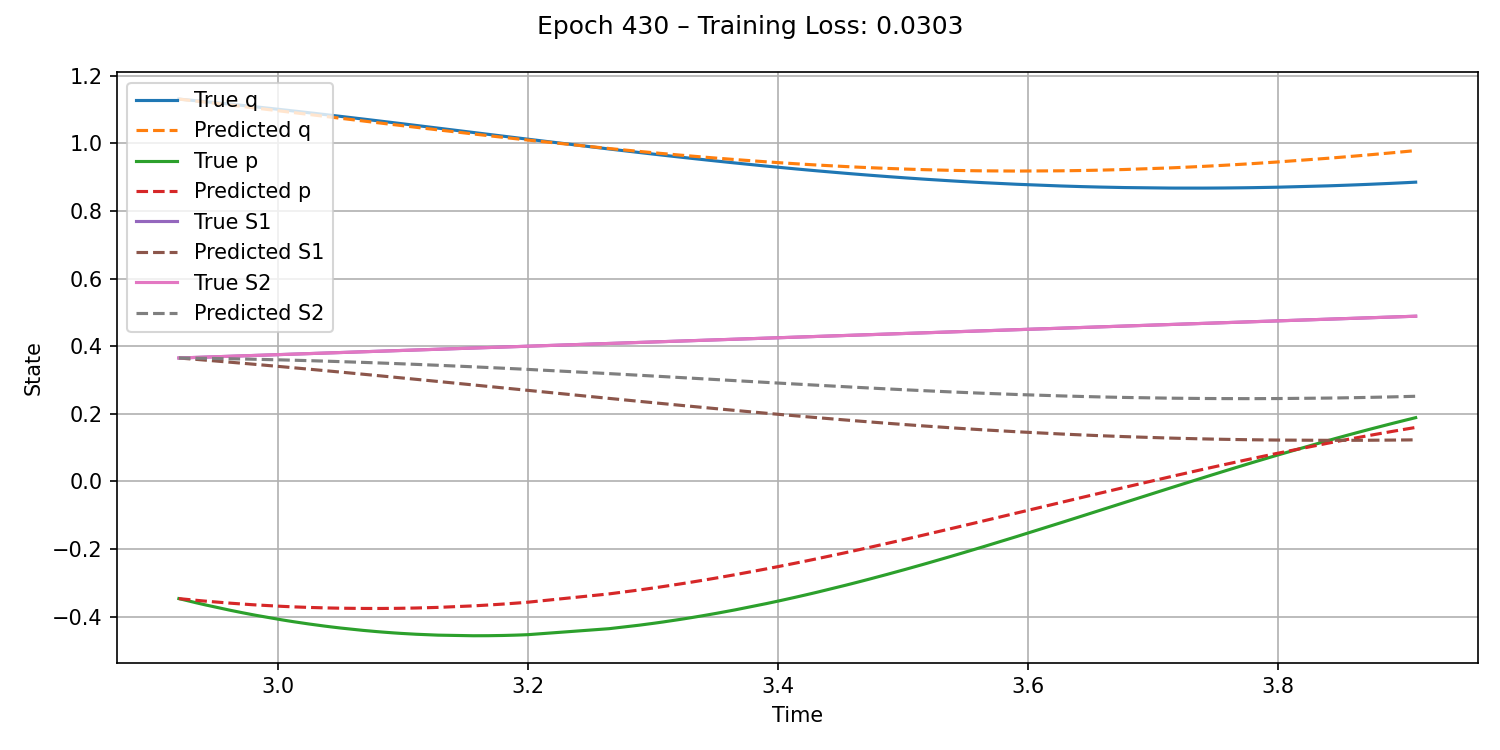 Epoch 430 – Training Loss: 0.0303
1.2
1.0
0.8
0.6
0.4
0.2
0.0
−0.2
−0.4
State
True q
Predicted q
True p
Predicted p
True S1
Predicted S1
True S2
Predicted S2
3.0
3.2
3.4
3.6
3.8
Time